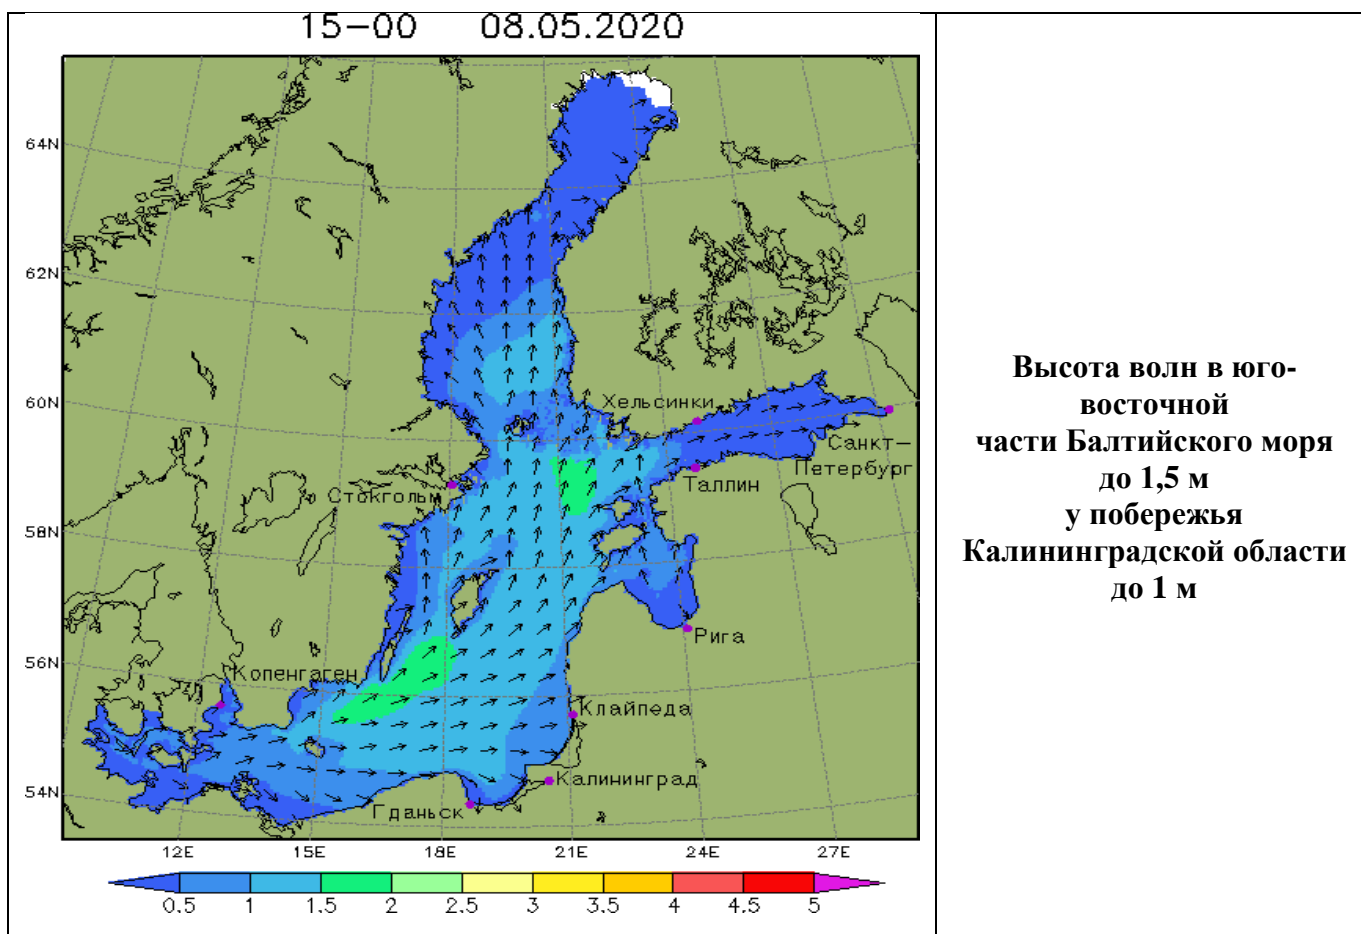 15-00 08.05.2020
64N
62N
60N
58N
56N
54N
Хельсинки
Санкт-
Петербург
Таллин
Стокгольм
Рига
Копенгаген
Клайпеда
Калининград
Гданьск
12E 15E 18E 21E 24E 27E
0.5 1 1.5 2 2.5 3 3.5 4 4.5 5
Высота волн в юго-
восточной
части Балтийского моря
до 1,5 м
у побережья
Калининградской области
до 1 м